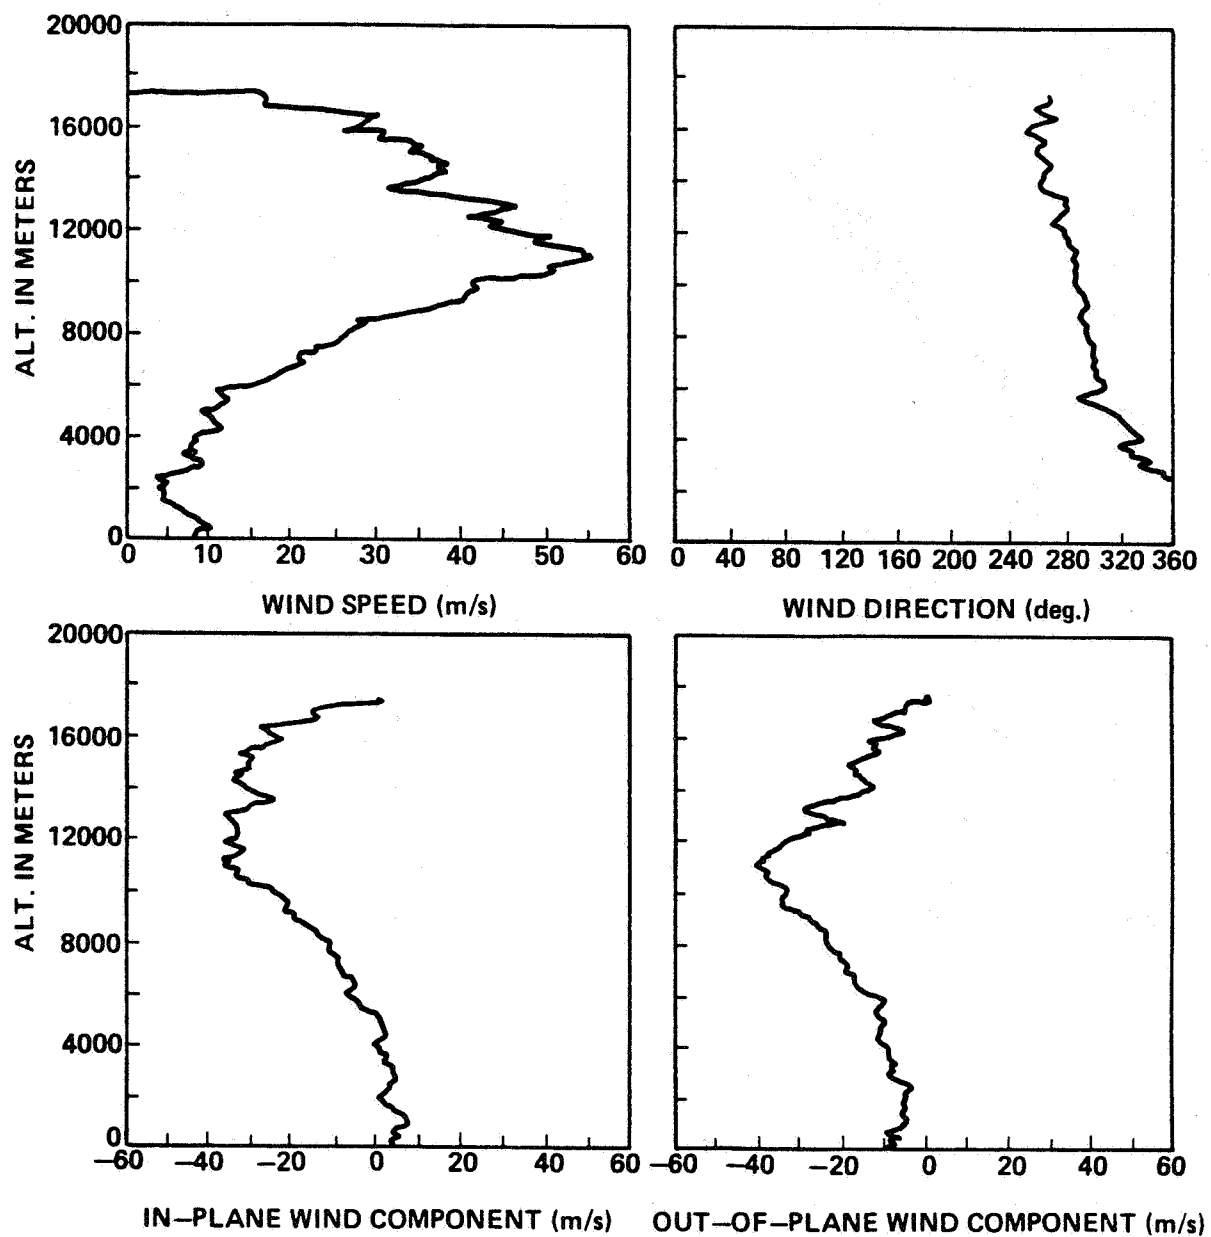 20000
16000
12000
8000
4000
0
ALT. IN METERS
0 10 20 30 40 50 60
WIND SPEED (m/s)
0 40 80 120 160 200 240 280 320 360
WIND DIRECTION (deg.)
20000
16000
12000
8000
4000
0
ALT. IN METERS
−60 −40 −20 0 20 40 60
IN−PLANE WIND COMPONENT (m/s)
−60 −40 −20 0 20 40 60
OUT−OF−PLANE WIND COMPONENT (m/s)